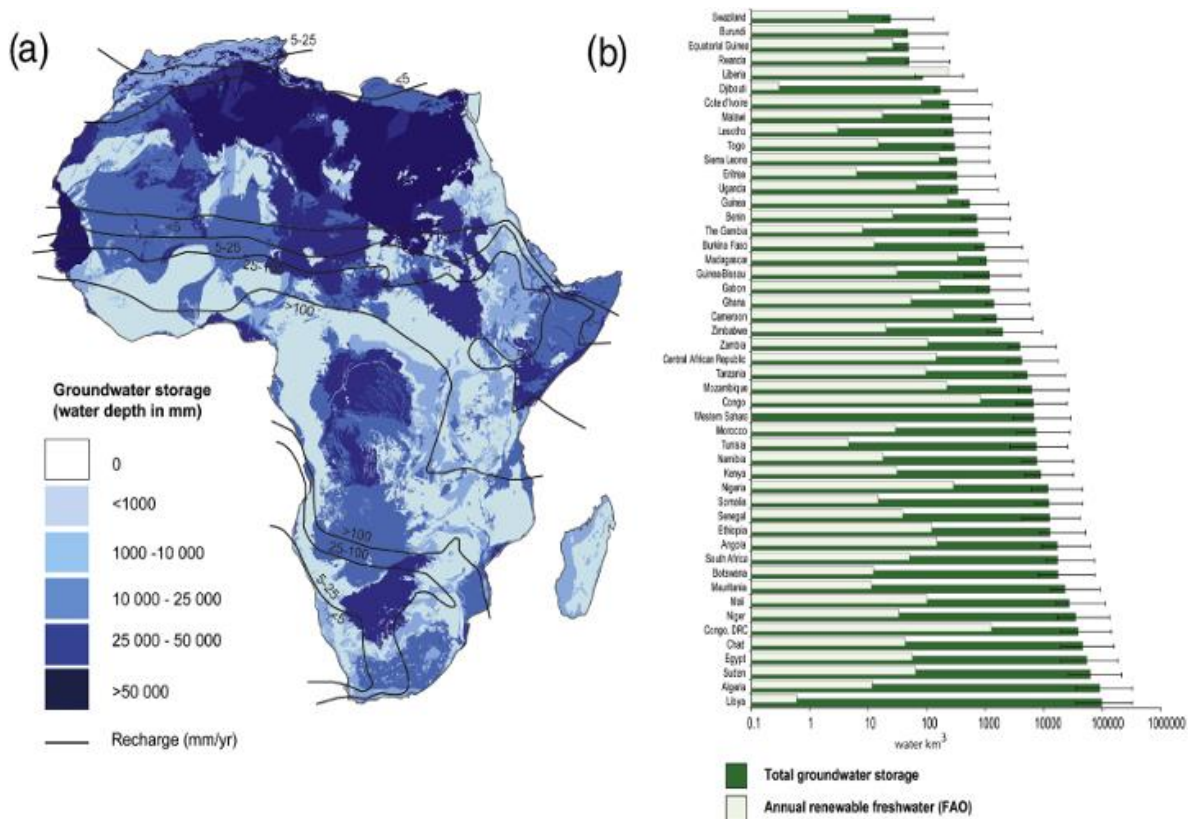 (a)
5-25
<5
<5
5-25
>100
>100
25-100
5-25
<5
Groundwater storage
(water depth in mm)
0
<1000
1000 -10 000
10 000 - 25 000
25 000 - 50 000
>50 000
Recharge (mm/yr)
(b)
Swaziland
Burundi
Equatorial Guinea
Rwanda
Liberia
Djibouti
Cote d'Ivoire
Malawi
Lesotho
Togo
Sierra Leone
Eritrea
Uganda
Guinea
Benin
The Gambia
Burkina Faso
Madagascar
Guinea-Bissau
Gabon
Ghana
Cameroon
Zimbabwe
Zambia
Central African Republic
Tanzania
Mozambique
Congo
Western Sahara
Morocco
Tunisia
Namibia
Kenya
Nigeria
Somalia
Senegal
Ethiopia
Angola
South Africa
Botswana
Mauritania
Mali
Niger
Congo, DRC
Chad
Egypt
Sudan
Algeria
Libya
0.1 1 10 100 1000 10000 100000 1000000
water km³
Total groundwater storage
Annual renewable freshwater (FAO)